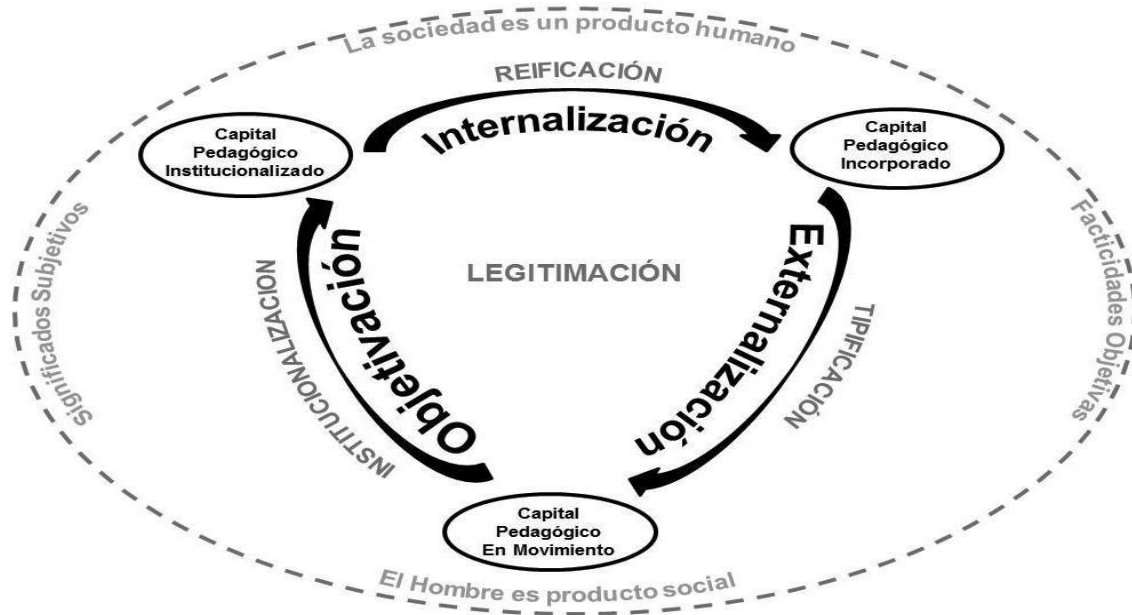 La sociedad es un producto humano
REIFICACIÓN
Internalización
Capital
Pedagógico
Institucionalizado
Capital
Pedagógico
Incorporado
Significados Subjetivos
INSTITUCIONALIZACION
Objetivación
LEGITIMACIÓN
Externalización
TIPIFICACIÓN
Facticidades Objetivas
Capital
Pedagógico
En Movimiento
El Hombre es producto social